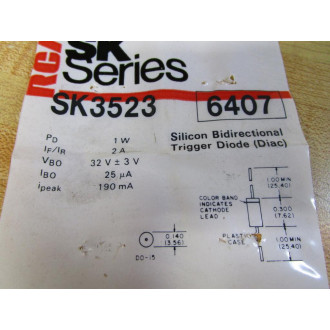 RCA
SK
Series
SK3523
6407
Silicon Bidirectional
Trigger Diode (Diac)
PD 1 W
IF/IR 2 A
VBO 32 V ± 3 V
IBO 25 µA
ipeak 190 mA
COLOR BAND
INDICATES
CATHODE
LEAD
1.00 MIN
(25.40)
0.300
(7.62)
PLASTIC
CASE
1.00 MIN
(25.40)
0.140
(3.56)
DO-15